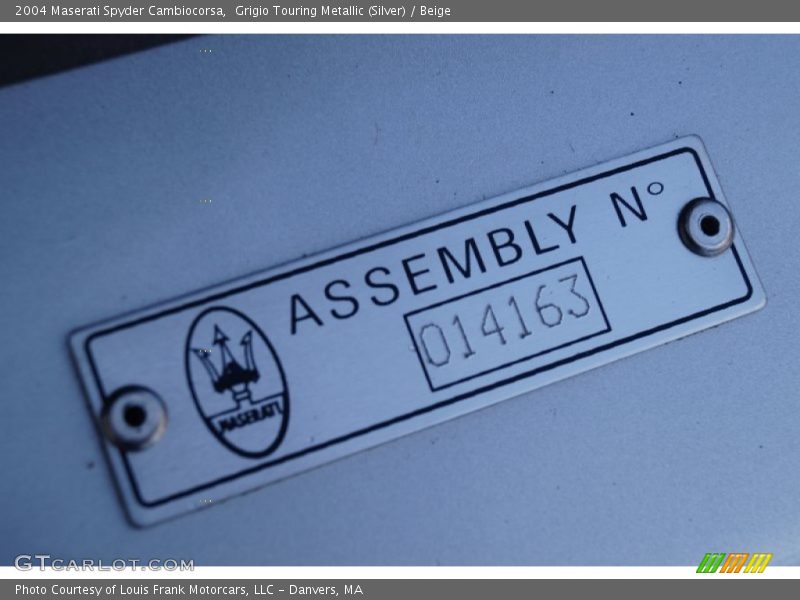 2004 Maserati Spyder Cambiocorsa,  Grigio Touring Metallic (Silver) / Beige
ASSEMBLY Nº
014163
MASERATI
GTCARLOT.COM
Photo Courtesy of Louis Frank Motorcars, LLC – Danvers, MA